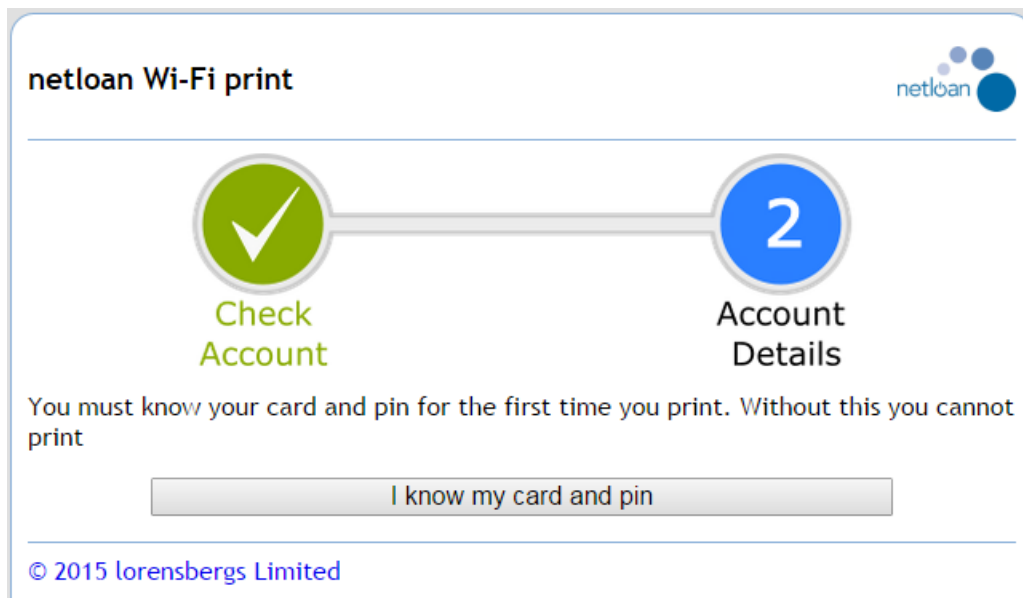 netloan Wi-Fi print
netloan
2
Check
Account
Account
Details
You must know your card and pin for the first time you print. Without this you cannot
print
I know my card and pin
© 2015 lorensbergs Limited